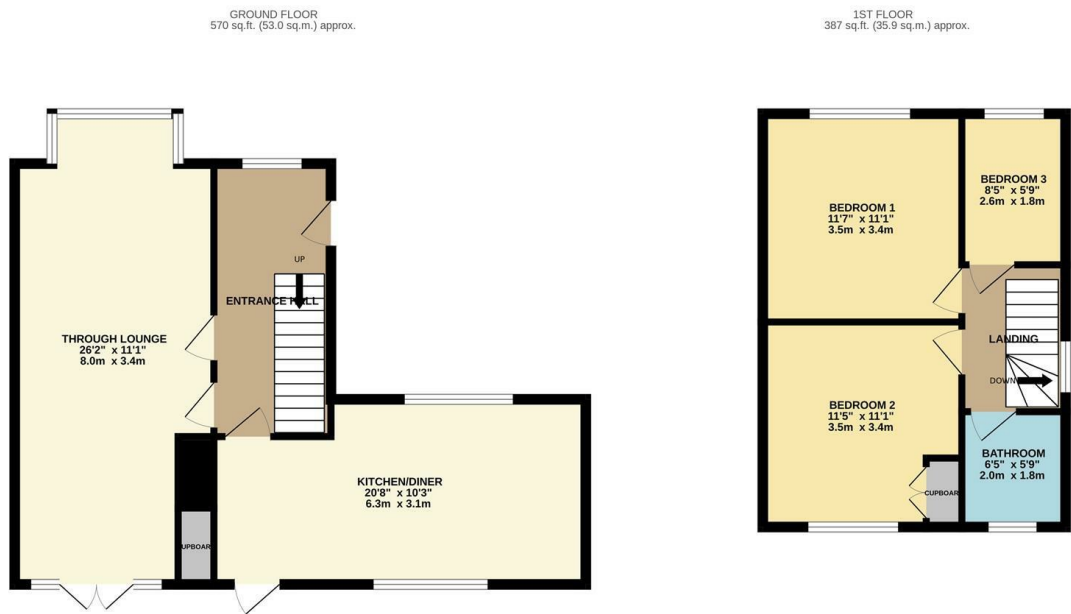 GROUND FLOOR
570 sq.ft. (53.0 sq.m.) approx.
1ST FLOOR
387 sq.ft. (35.9 sq.m.) approx.
UP
ENTRANCE HALL
THROUGH LOUNGE
26'2" x 11'1"
8.0m x 3.4m
KITCHEN/DINER
20'8" x 10'3"
6.3m x 3.1m
UPBOAR
BEDROOM 1
11'7" x 11'1"
3.5m x 3.4m
BEDROOM 3
8'5" x 5'9"
2.6m x 1.8m
LANDING
DOWN
BEDROOM 2
11'5" x 11'1"
3.5m x 3.4m
CUPBOARD
BATHROOM
6'5" x 5'9"
2.0m x 1.8m